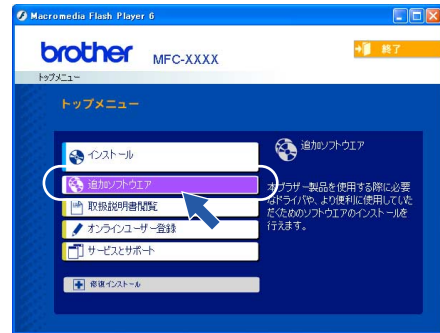 Macromedia Flash Player 6
brother MFC-XXXX
終了
トップメニュー
トップメニュー
インストール
追加ソフトウエア
取扱説明書閲覧
オンラインユーザー登録
サービスとサポート
修復インストール
追加ソフトウエア
本ブラザー製品を使用する際に必要
なドライバや、より便利に使用していた
だくためのソフトウエアのインストールを
行えます。